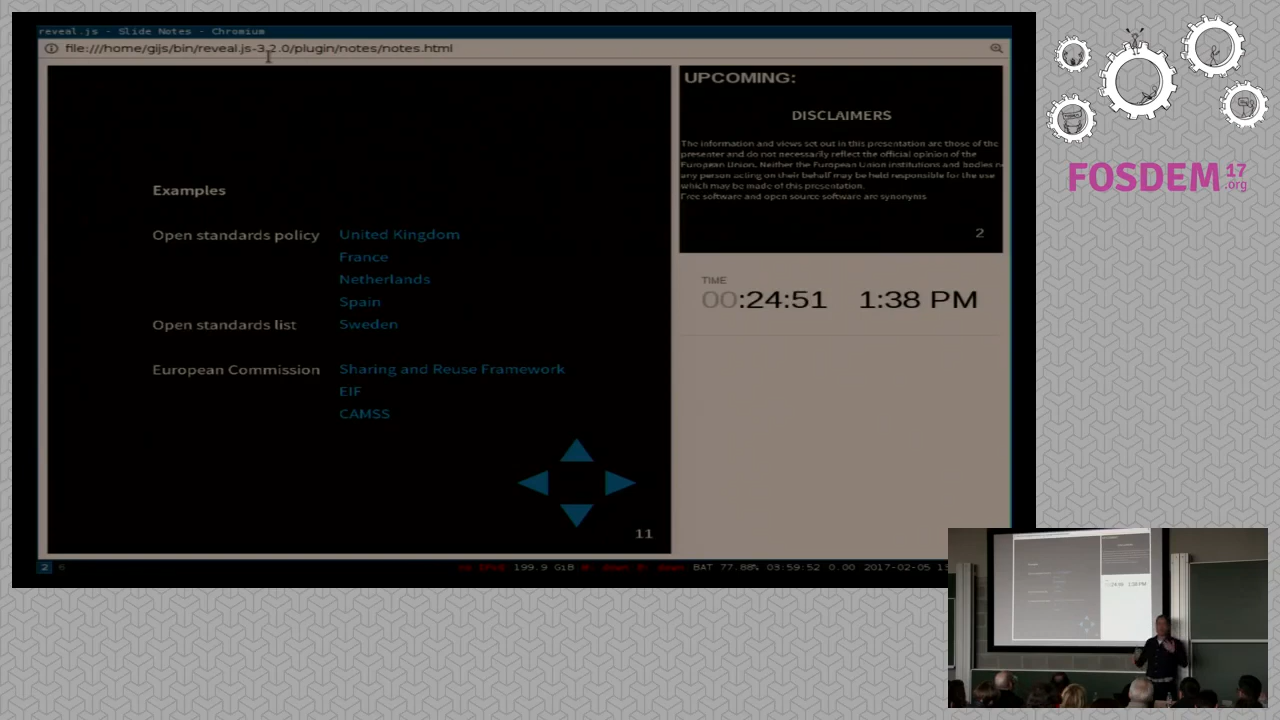 reveal.js - Slide Notes - Chromium
file:///home/gijs/bin/reveal.js-3.2.0/plugin/notes/notes.html
Examples
Open standards policy United Kingdom
France
Netherlands
Spain
Open standards list Sweden
European Commission Sharing and Reuse Framework
EIF
CAMSS
11
UPCOMING:
DISCLAIMERS
The information and views set out in this presentation are those of the
presenter and do not necessarily reflect the official opinion of the
European Union. Neither the European Union institutions and bodies
any person acting on their behalf may be held responsible for the use
which may be made of this presentation.
Free software and open source software are synonyms
2
TIME
00:24:51 1:38 PM
2 6 no IPv6 199.9 GiB W: down E: down BAT 77.88% 03:59:52 0.00 2017-02-05
FOSDEM 17 .org